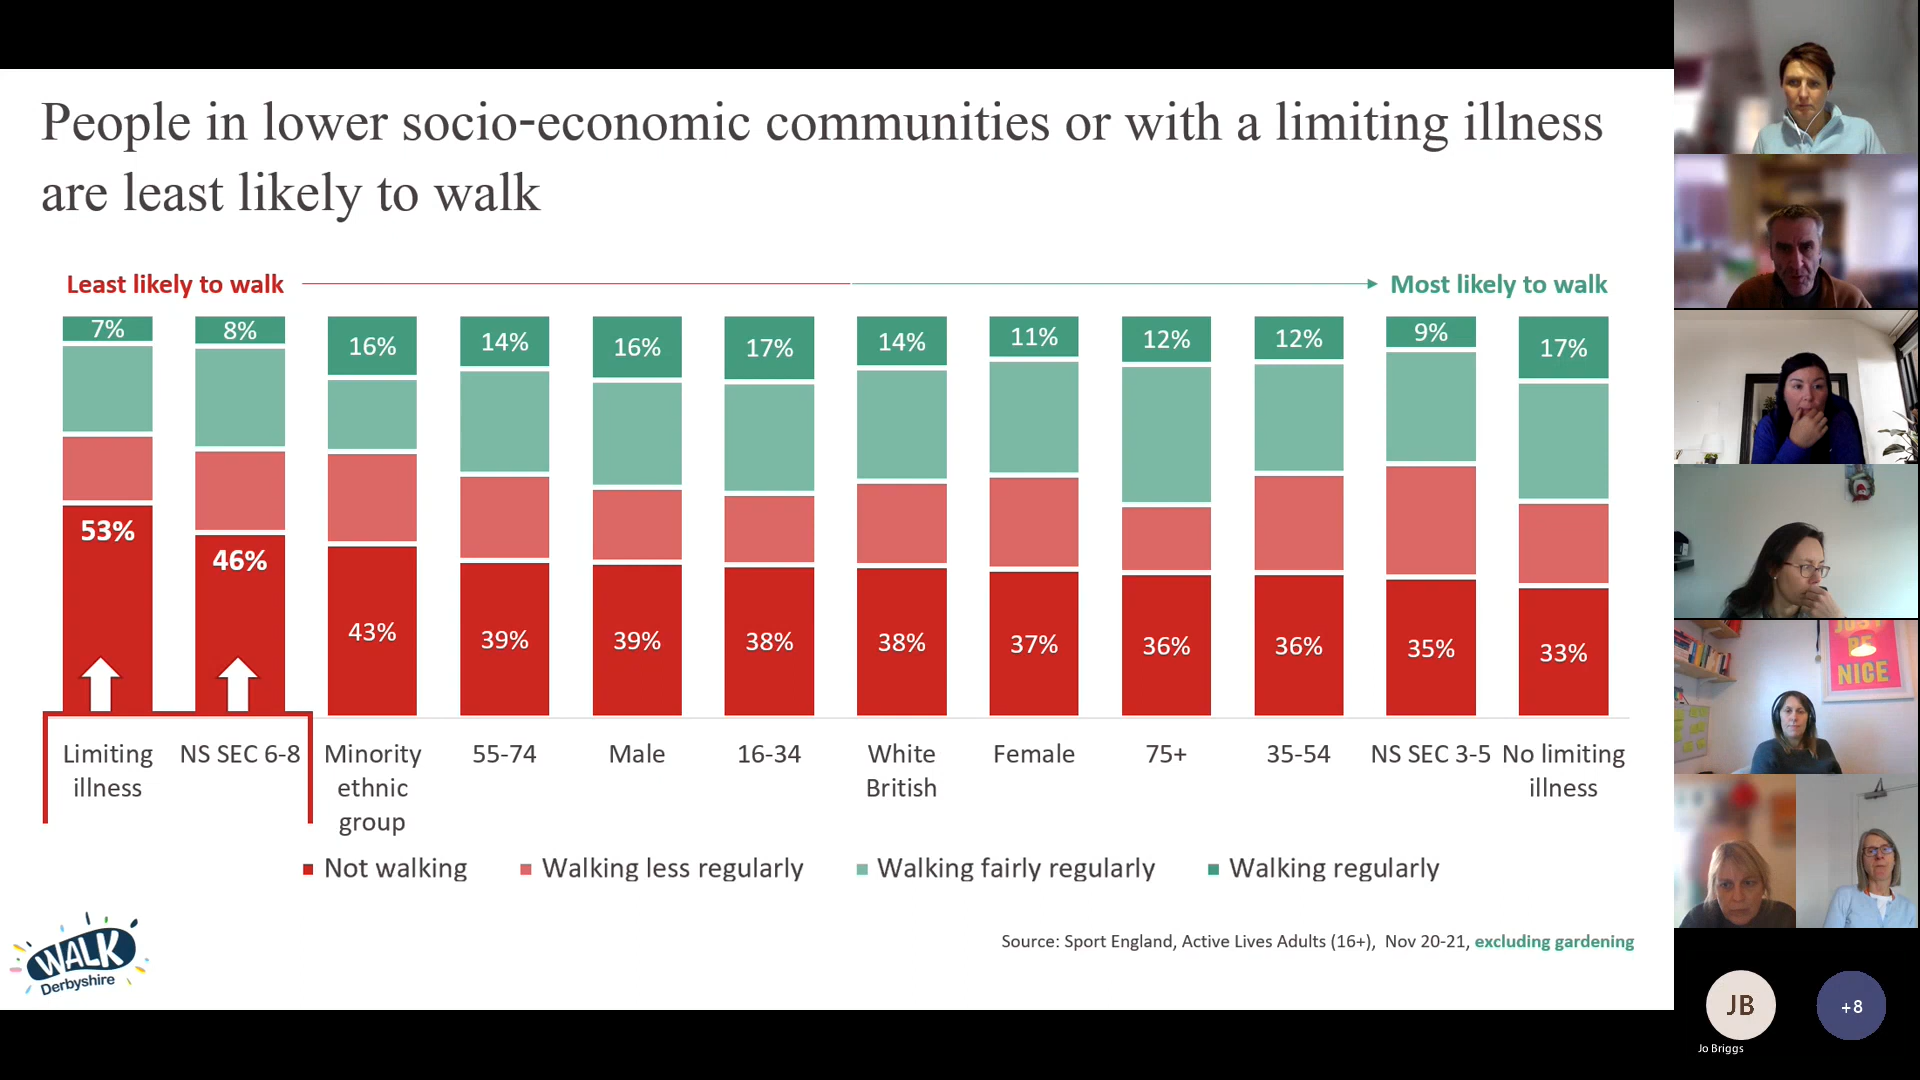 People in lower socio-economic communities or with a limiting illness
are least likely to walk
Least likely to walk
Most likely to walk
7% 8% 16% 14% 16% 17% 14% 11% 12% 12% 9% 17%
53% 46% 43% 39% 39% 38% 38% 37% 36% 36% 35% 33%
Limiting illness
NS SEC 6-8
Minority ethnic group
55-74
Male
16-34
White British
Female
75+
35-54
NS SEC 3-5
No limiting illness
Not walking
Walking less regularly
Walking fairly regularly
Walking regularly
Source: Sport England, Active Lives Adults (16+), Nov 20-21, excluding gardening
WALK
Derbyshire
JUST
BE
NICE
JB
+8
Jo Briggs